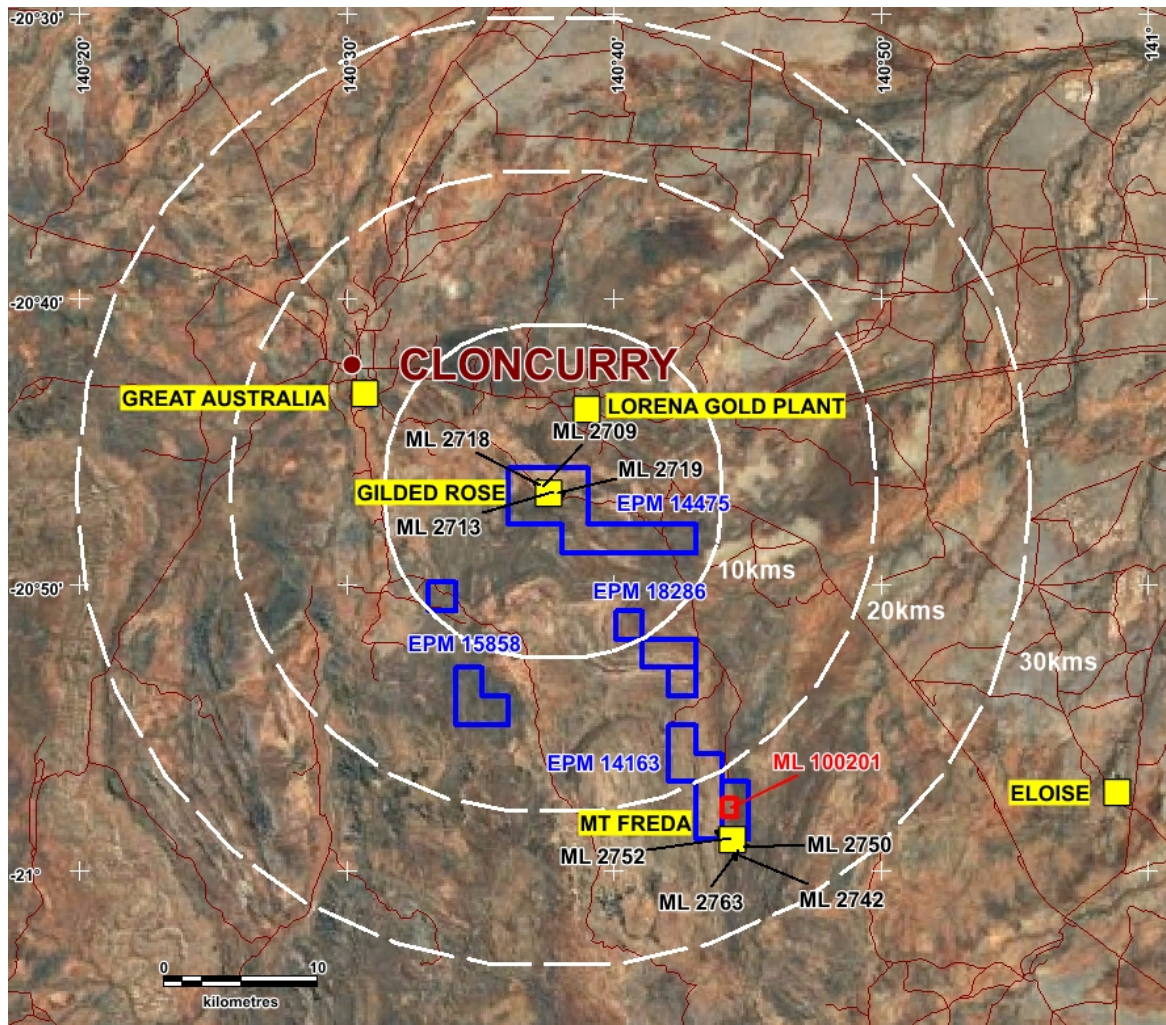 -20°30'
140°20'
140°30'
140°40'
140°50'
141°
-20°40'
CLONCURRY
GREAT AUSTRALIA
LORENA GOLD PLANT
ML 2709
ML 2718
ML 2719
GILDED ROSE
EPM 14475
ML 2713
10kms
-20°50'
EPM 18286
20kms
EPM 15858
30kms
EPM 14163
ML 100201
ELOISE
MT FREDA
ML 2750
ML 2752
-21°
ML 2763
ML 2742
0 10
kilometres